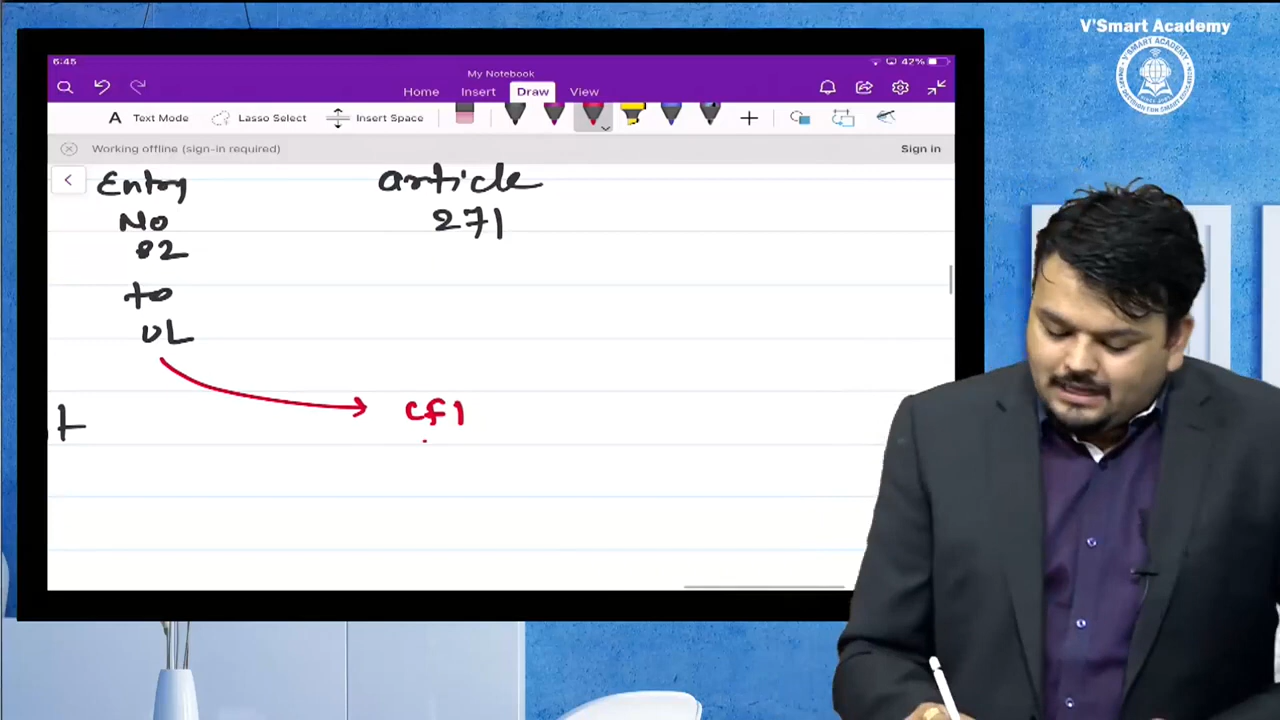 V'Smart Academy
6:45
42%
My Notebook
Home Insert Draw View
Text Mode Lasso Select Insert Space
Working offline (sign-in required)
Sign in
Entry
No
82
to
UL
article
271
CFI